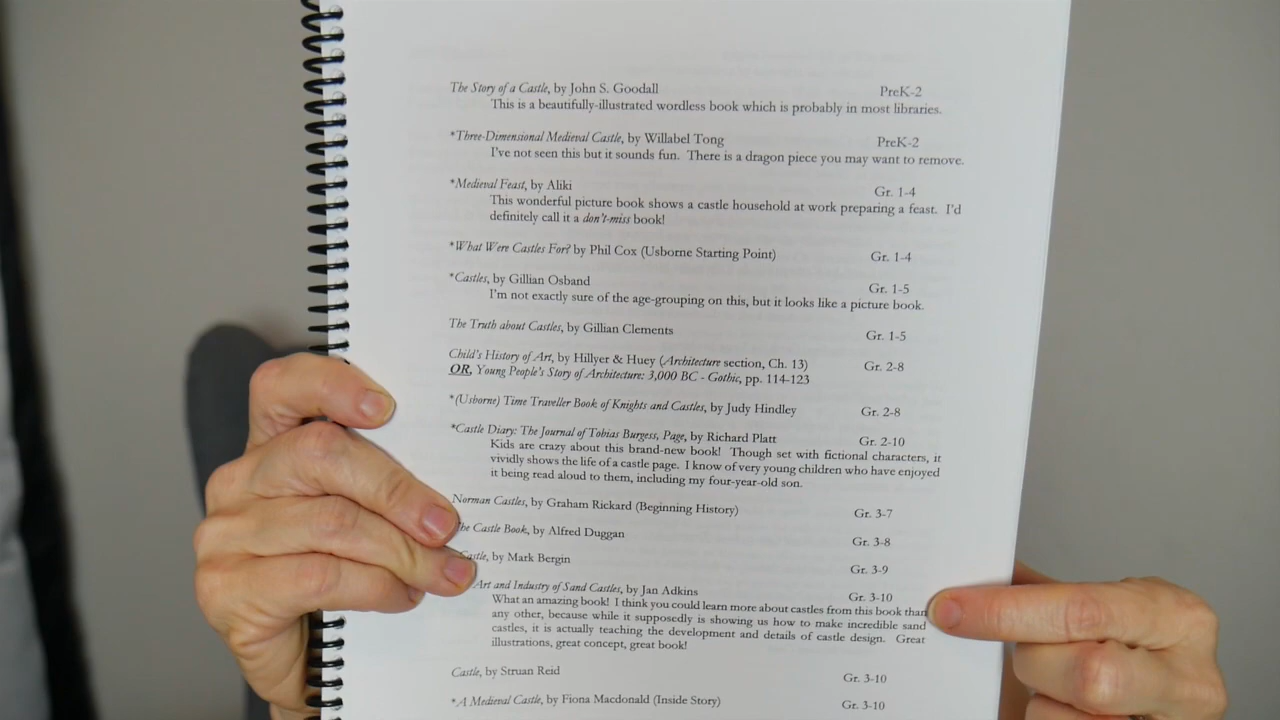 The Story of a Castle, by John S. Goodall PreK-2
This is a beautifully-illustrated wordless book which is probably in most libraries.
*Three-Dimensional Medieval Castle, by Willabel Tong PreK-2
I've not seen this but it sounds fun. There is a dragon piece you may want to remove.
*Medieval Feast, by Aliki Gr. 1-4
This wonderful picture book shows a castle household at work preparing a feast. I'd
definitely call it a don't-miss book!
*What Were Castles For? by Phil Cox (Usborne Starting Point) Gr. 1-4
*Castles, by Gillian Osband Gr. 1-5
I'm not exactly sure of the age-grouping on this, but it looks like a picture book.
The Truth about Castles, by Gillian Clements Gr. 1-5
Child's History of Art, by Hillyer & Huey (Architecture section, Ch. 13) Gr. 2-8
OR, Young People's Story of Architecture: 3,000 BC - Gothic, pp. 114-123
*(Usborne) Time Traveller Book of Knights and Castles, by Judy Hindley Gr. 2-8
*Castle Diary: The Journal of Tobias Burgess, Page, by Richard Platt Gr. 2-10
Kids are crazy about this brand-new book! Though set with fictional characters, it
vividly shows the life of a castle page. I know of very young children who have enjoyed
it being read aloud to them, including my four-year-old son.
Norman Castles, by Graham Rickard (Beginning History) Gr. 3-7
The Castle Book, by Alfred Duggan Gr. 3-8
Castle, by Mark Bergin Gr. 3-9
Art and Industry of Sand Castles, by Jan Adkins Gr. 3-10
What an amazing book! I think you could learn more about castles from this book than
any other, because while it supposedly is showing us how to make incredible sand
castles, it is actually teaching the development and details of castle design. Great
illustrations, great concept, great book!
Castle, by Struan Reid Gr. 3-10
*A Medieval Castle, by Fiona Macdonald (Inside Story) Gr. 3-10